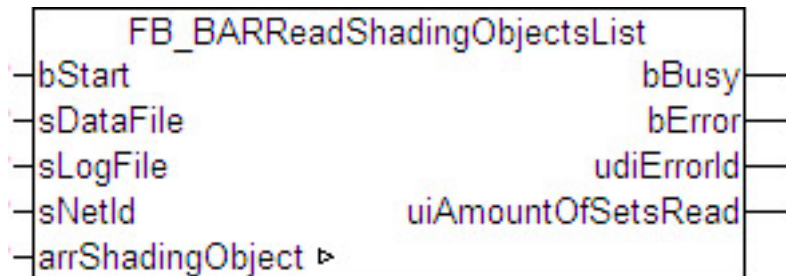 FB_BARReadShadingObjectsList
bStart bBusy
sDataFile bError
sLogFile udiErrorId
sNetId uiAmountOfSetsRead
arrShadingObject ▷